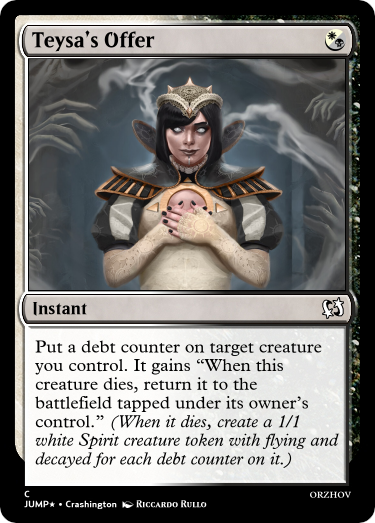 Teysa's Offer
Instant
Put a debt counter on target creature
you control. It gains “When this
creature dies, return it to the
battlefield tapped under its owner's
control.” (When it dies, create a 1/1
white Spirit creature token with flying and
decayed for each debt counter on it.)
C
ORZHOV
JUMP★ • Crashington RICCARDO RULLO